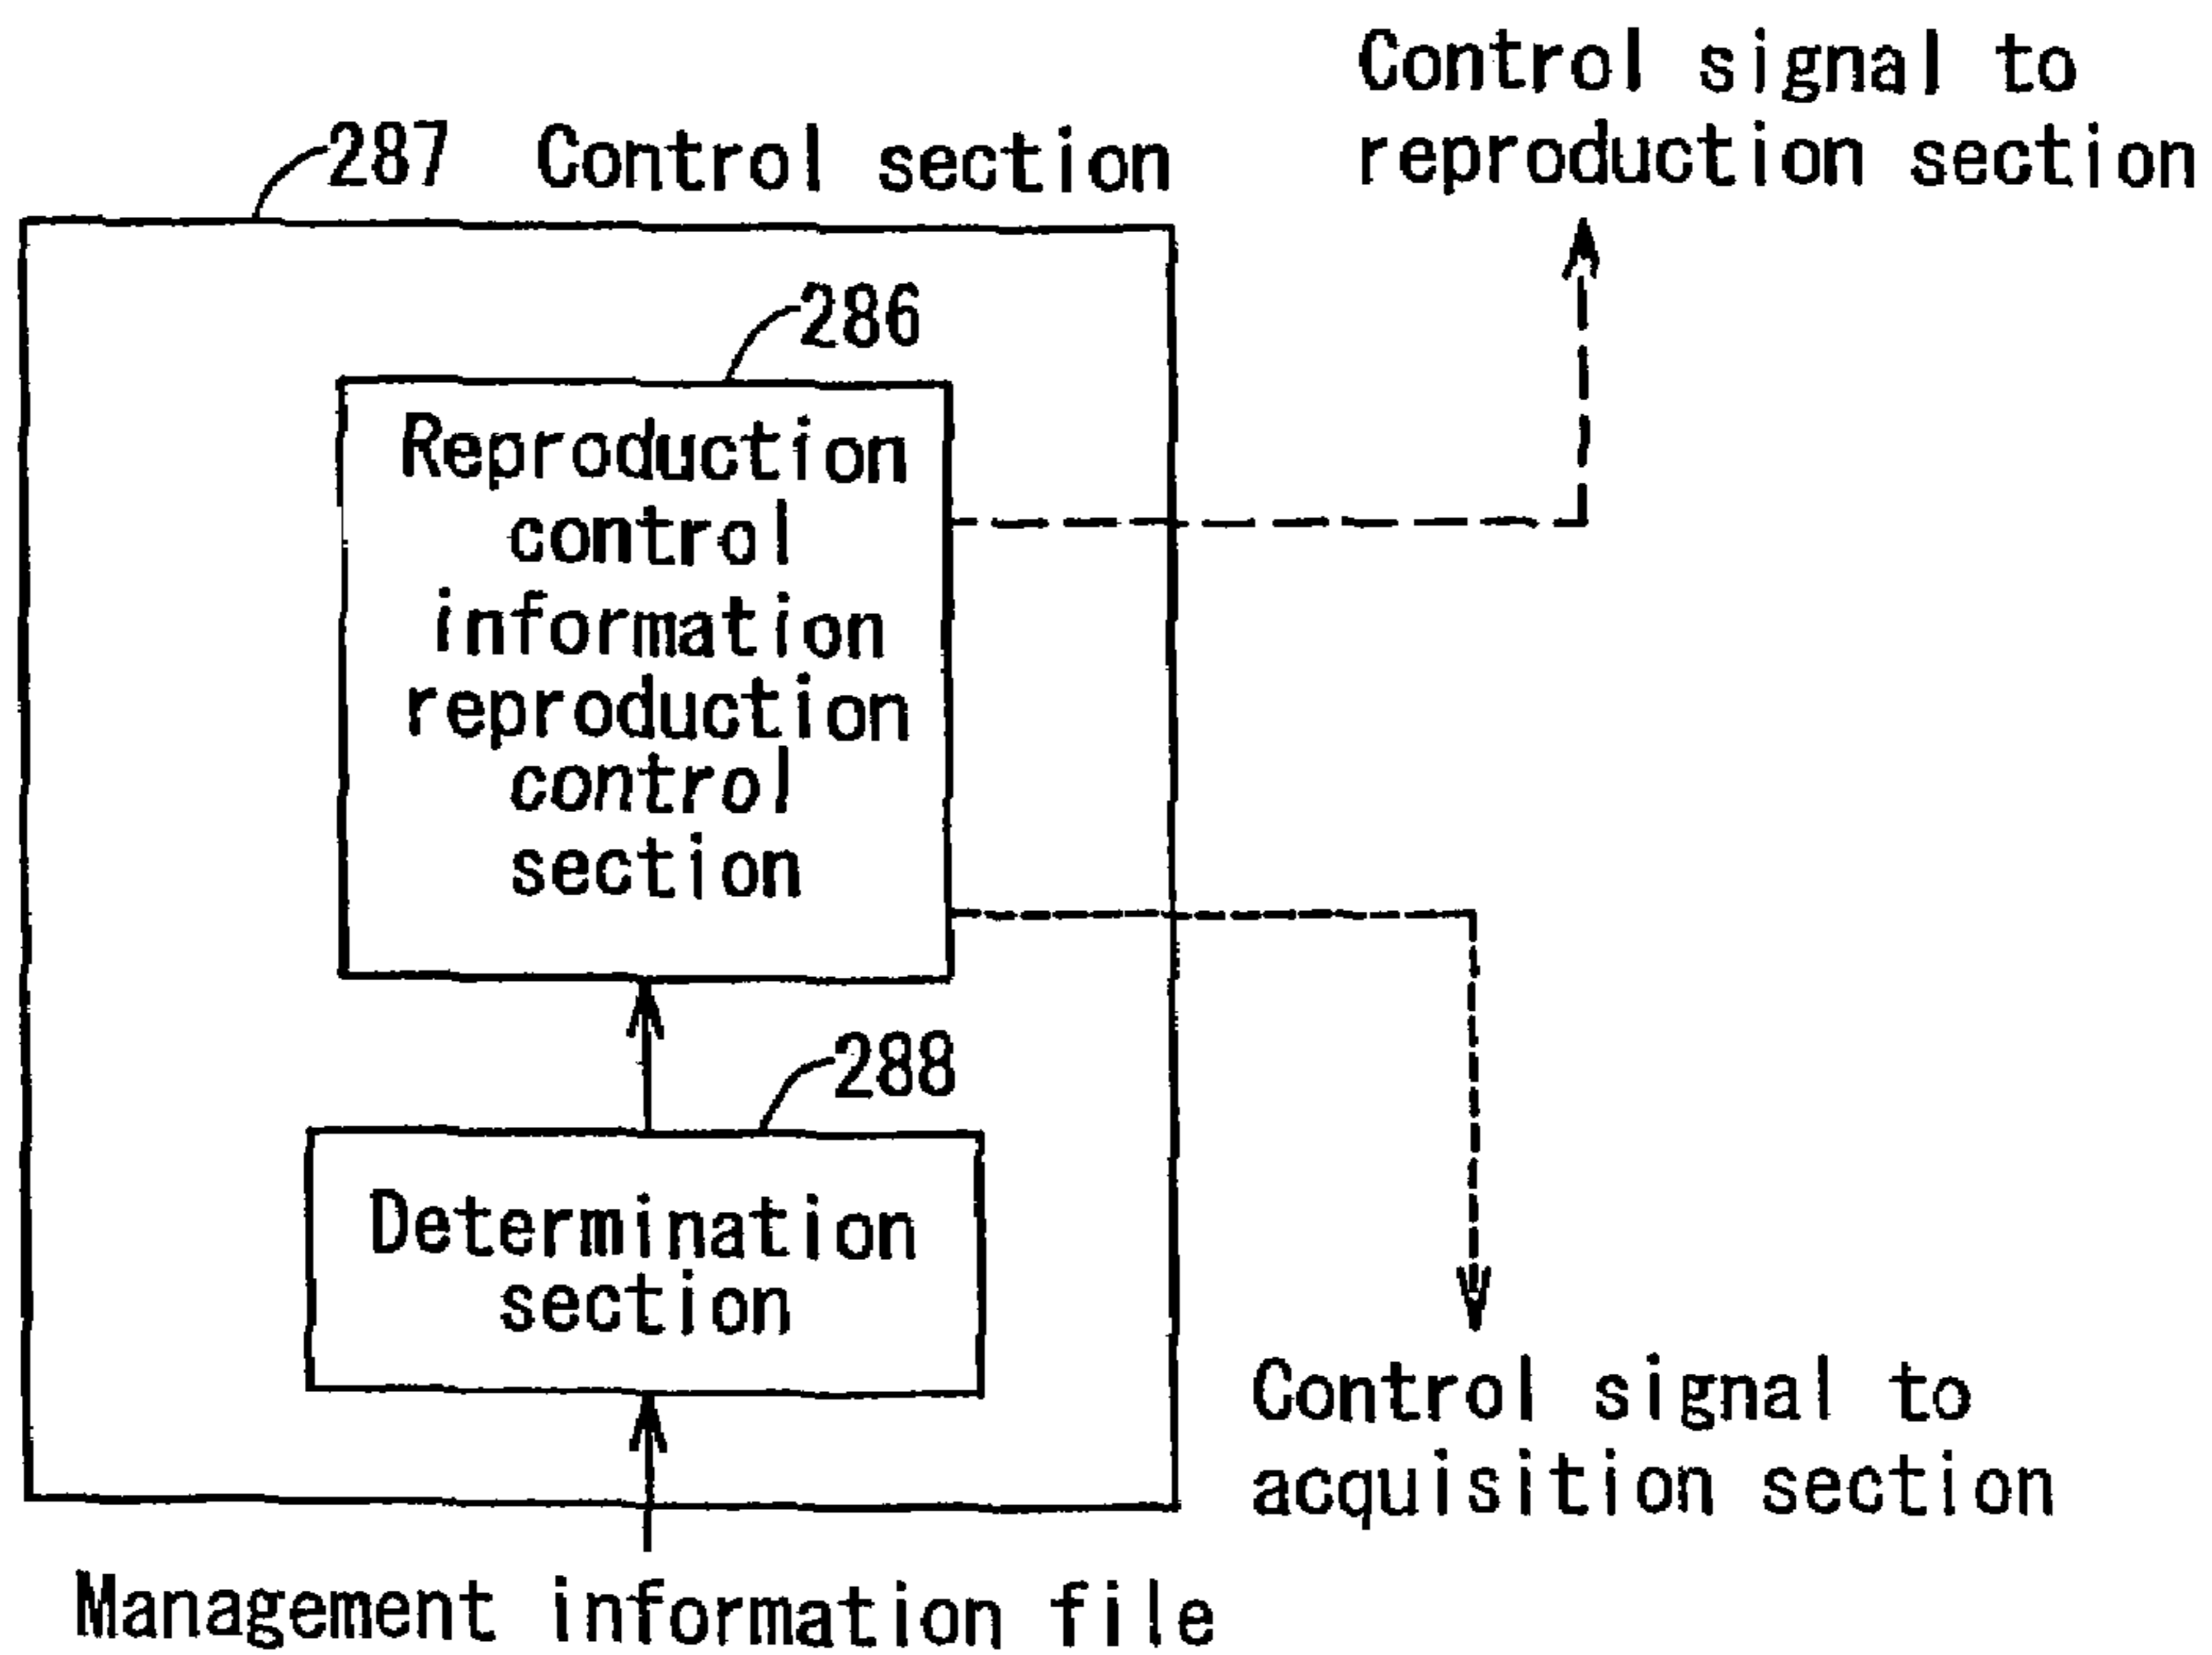 Control signal to
reproduction section
287 Control section
286
Reproduction
control
information
reproduction
control
section
288
Determination
section
Control signal to
acquisition section
Management information file